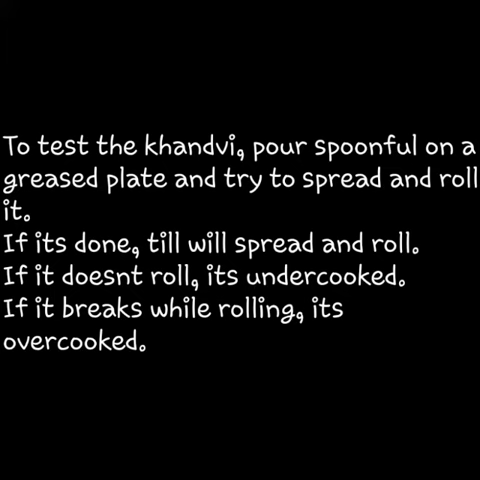 To test the khandvi, pour spoonful on a
greased plate and try to spread and roll
it.
If its done, till will spread and roll.
If it doesnt roll, its undercooked.
If it breaks while rolling, its
overcooked.